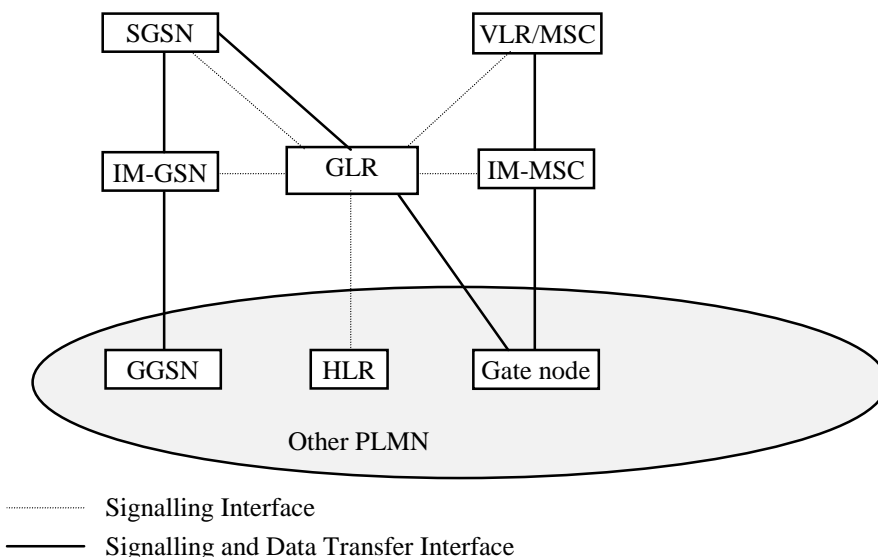 SGSN
VLR/MSC
IM-GSN
GLR
IM-MSC
GGSN
HLR
Gate node
Other PLMN
Signalling Interface
Signalling and Data Transfer Interface